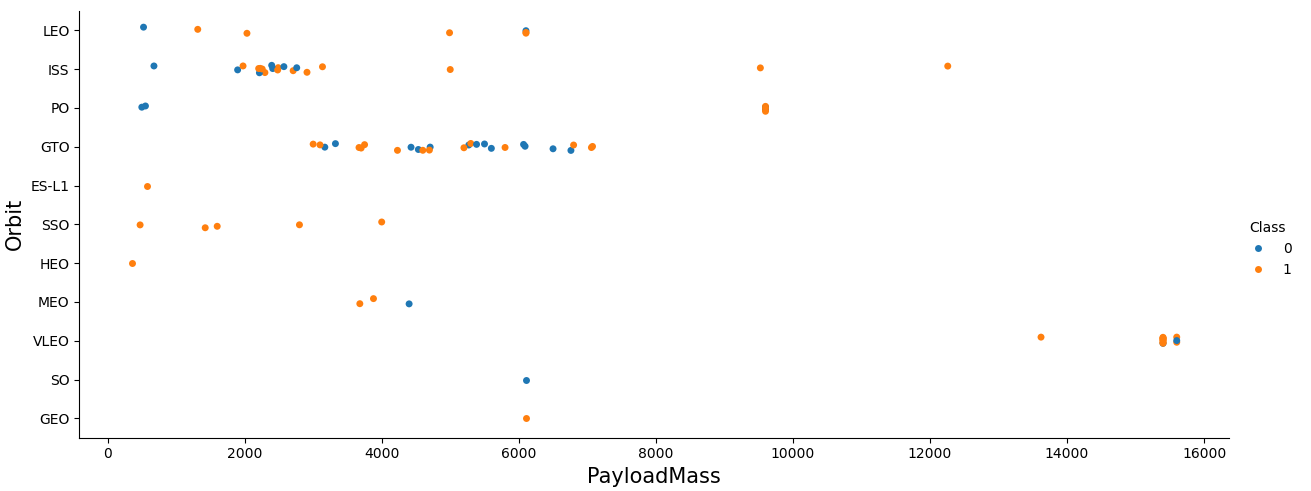 Orbit
LEO
ISS
PO
GTO
ES-L1
SSO
HEO
MEO
VLEO
SO
GEO
0 2000 4000 6000 8000 10000 12000 14000 16000
PayloadMass
Class
0
1